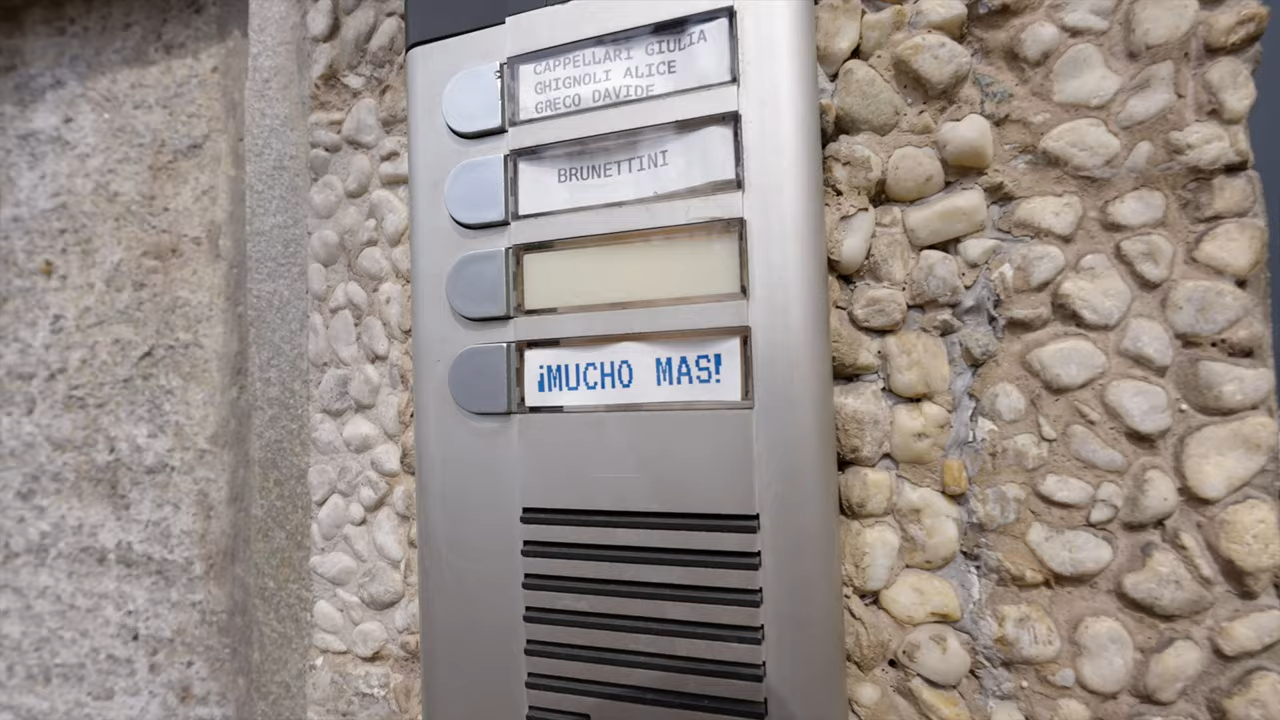 CAPPELLARI GIULIA
GHIGNOLI ALICE
GRECO DAVIDE
BRUNETTINI
¡MUCHO MAS!